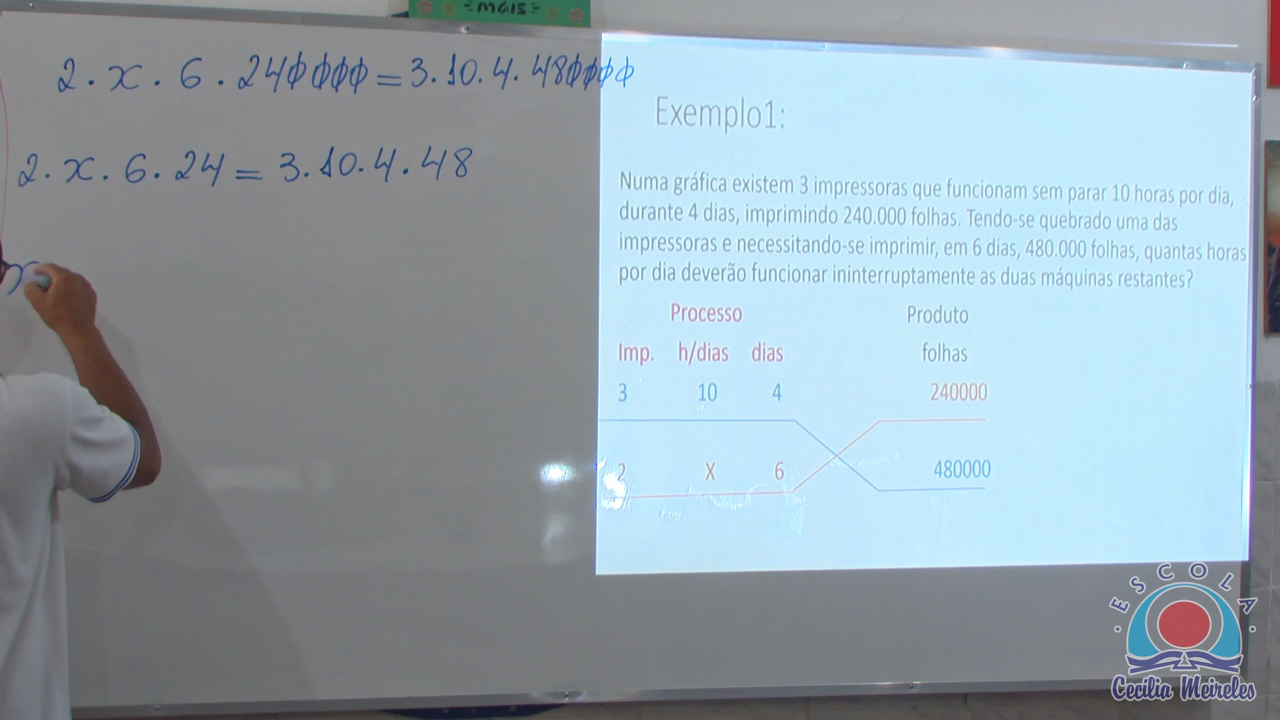 MAIS
2 . x . 6 . 240000 = 3 . 10 . 4 . 480000
2 . x . 6 . 24 = 3 . 10 . 4 . 48
x
Exemplo1:
Numa gráfica existem 3 impressoras que funcionam sem parar 10 horas por dia,
durante 4 dias, imprimindo 240.000 folhas. Tendo-se quebrado uma das
impressoras e necessitando-se imprimir, em 6 dias, 480.000 folhas, quantas horas
por dia deverão funcionar ininterruptamente as duas máquinas restantes?
Processo Produto
Imp. h/dias dias folhas
3 10 4 240000
2 X 6 480000
ESCOLA
Cecília Meireles